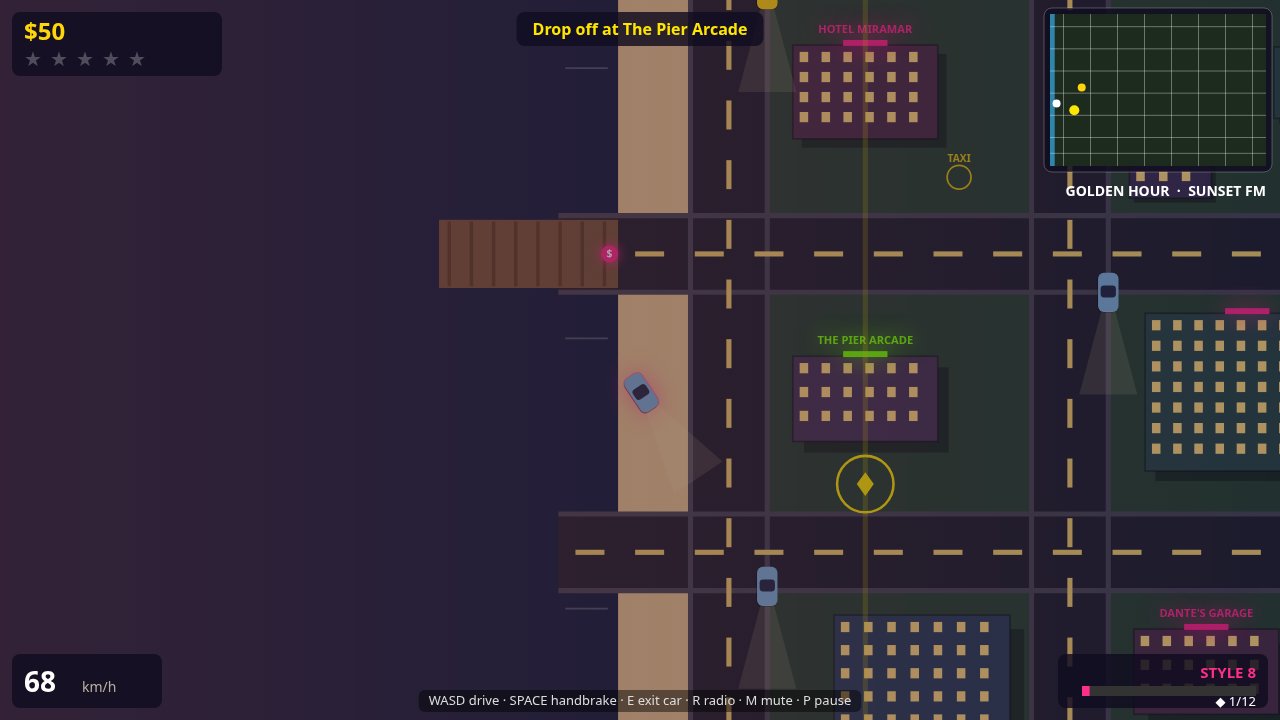 $50
Drop off at The Pier Arcade
HOTEL MIRAMAR
TAXI
GOLDEN HOUR · SUNSET FM
$
THE PIER ARCADE
DANTE'S GARAGE
68 km/h
STYLE 8
◆ 1/12
WASD drive · SPACE handbrake · E exit car · R radio · M mute · P pause